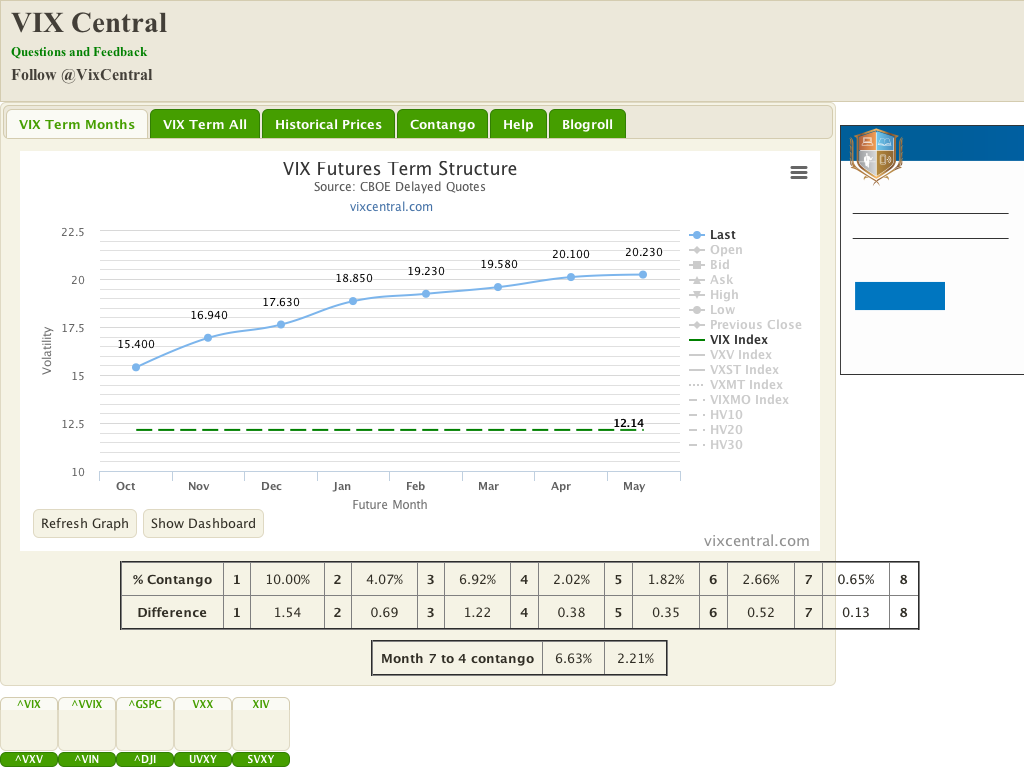 VIX Central
Questions and Feedback
Follow @VixCentral
VIX Term Months VIX Term All Historical Prices Contango Help Blogroll
VIX Futures Term Structure
Source: CBOE Delayed Quotes
vixcentral.com
Volatility
22.5
20
17.5
15
12.5
10
15.400
16.940
17.630
18.850
19.230
19.580
20.100
20.230
12.14
Oct Nov Dec Jan Feb Mar Apr May
Future Month
Last
Open
Bid
Ask
High
Low
Previous Close
VIX Index
VXV Index
VXST Index
VXMT Index
VIXMO Index
HV10
HV20
HV30
Refresh Graph Show Dashboard
vixcentral.com
% Contango 1 10.00% 2 4.07% 3 6.92% 4 2.02% 5 1.82% 6 2.66% 7 0.65% 8
Difference 1 1.54 2 0.69 3 1.22 4 0.38 5 0.35 6 0.52 7 0.13 8
Month 7 to 4 contango 6.63% 2.21%
^VIX ^VVIX ^GSPC VXX XIV
^VXV ^VIN ^DJI UVXY SVXY